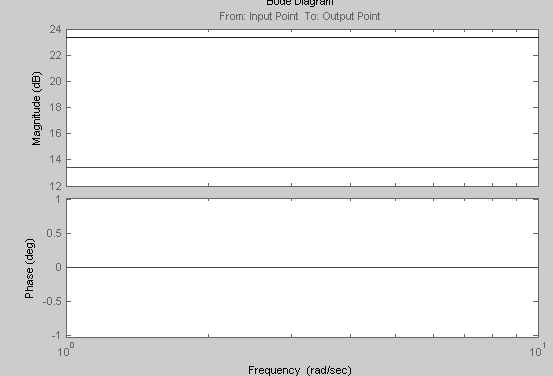 Bode Diagram
From: Input Point To: Output Point
Magnitude (dB)
24
22
20
18
16
14
12
Phase (deg)
1
0.5
0
-0.5
-1
10^0
10^1
Frequency (rad/sec)